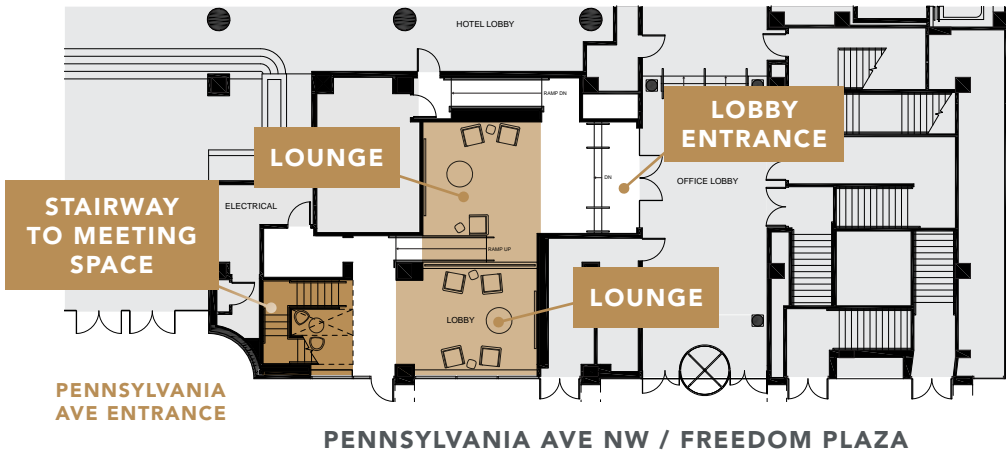 HOTEL LOBBY
RAMP DN
LOBBY
ENTRANCE
LOUNGE
DN
OFFICE LOBBY
STAIRWAY
TO MEETING
SPACE
ELECTRICAL
RAMP UP
LOUNGE
LOBBY
PENNSYLVANIA
AVE ENTRANCE
PENNSYLVANIA AVE NW / FREEDOM PLAZA